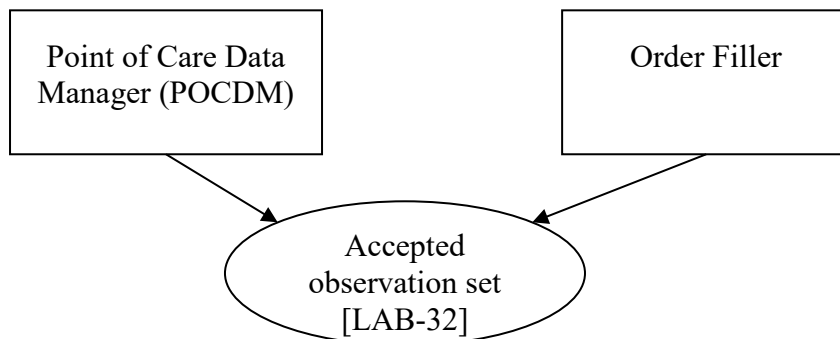 Point of Care Data
Manager (POCDM)
Order Filler
Accepted
observation set
[LAB-32]